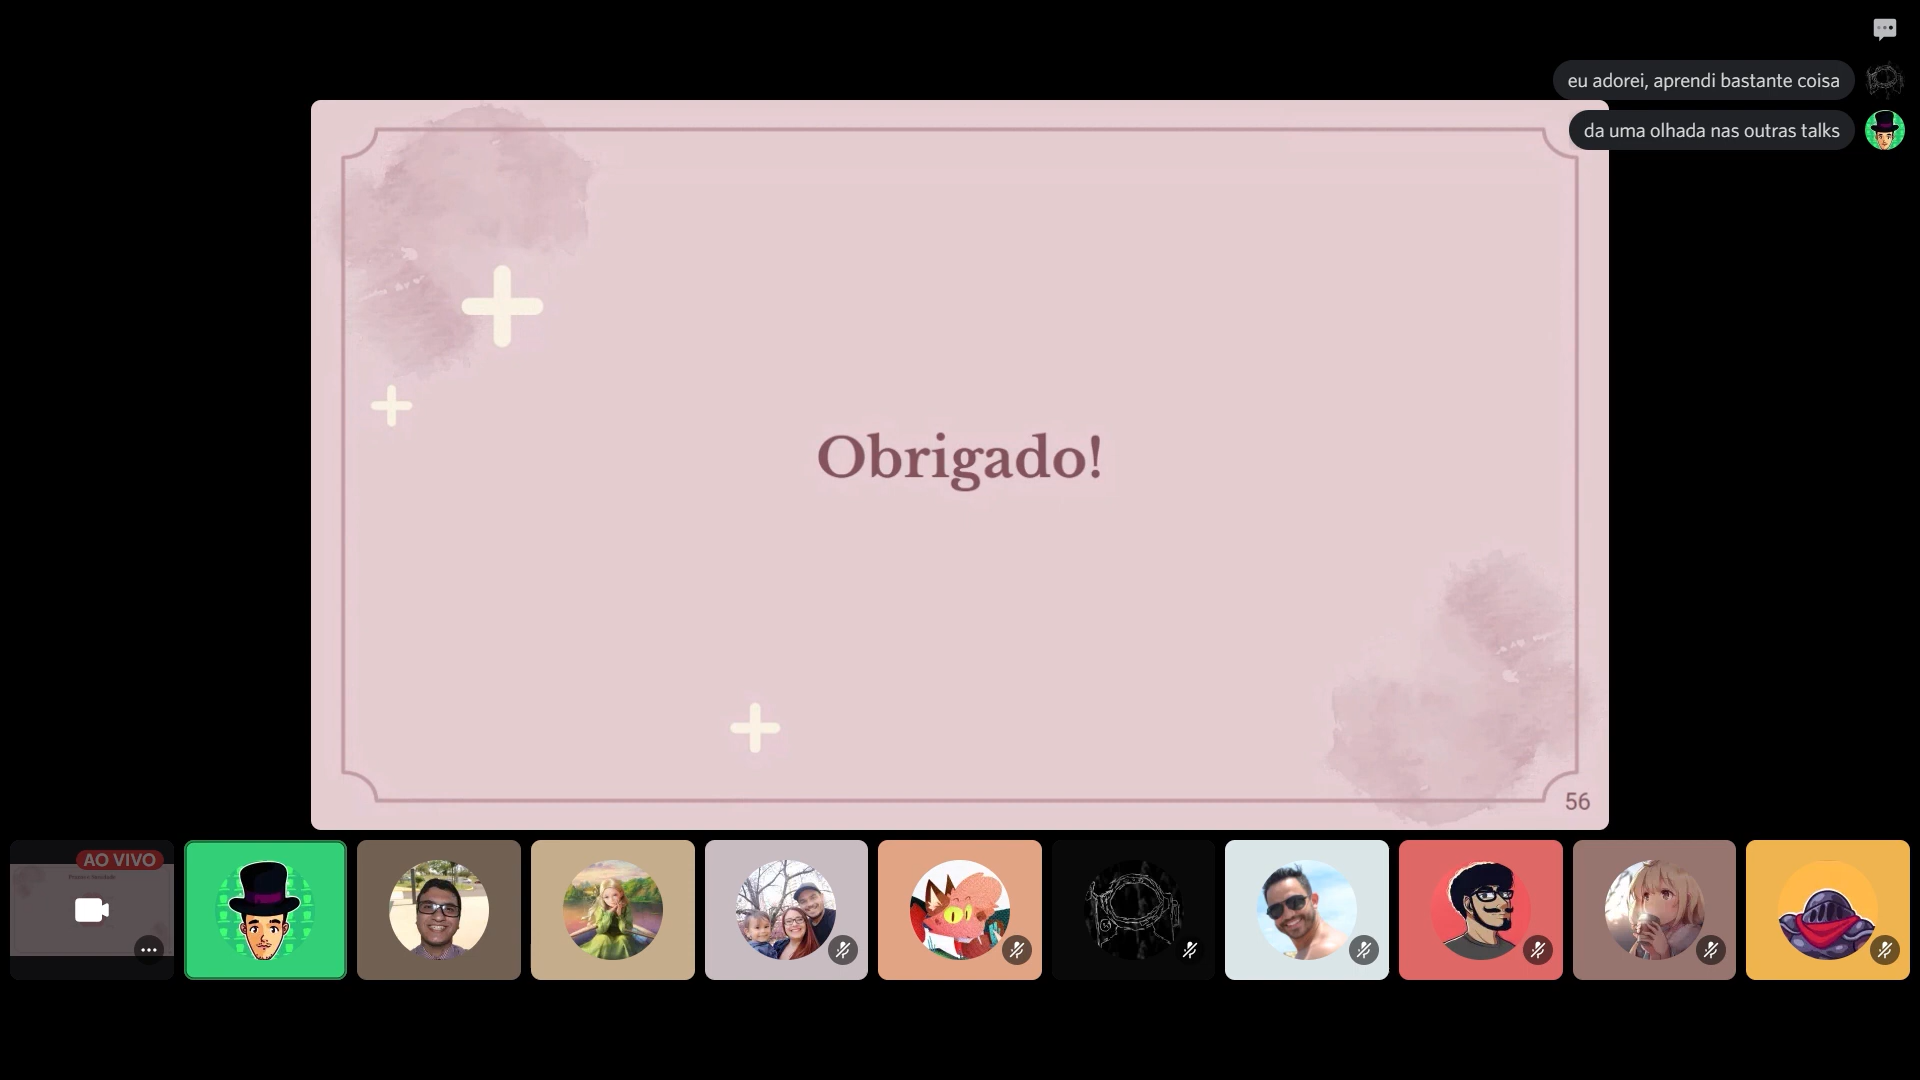 eu adorei, aprendi bastante coisa
da uma olhada nas outras talks
Obrigado!
56
AO VIVO